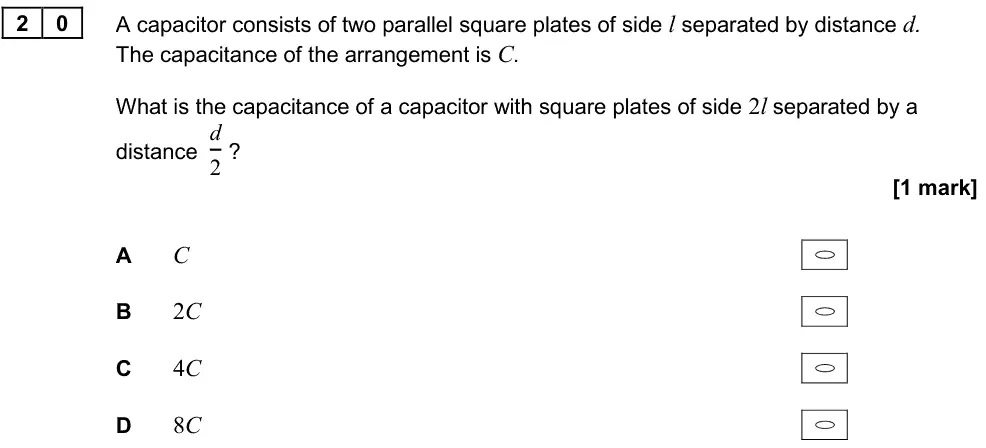 2 0 A capacitor consists of two parallel square plates of side l separated by distance d.
The capacitance of the arrangement is C.
What is the capacitance of a capacitor with square plates of side 2l separated by a
distance d/2 ?
[1 mark]
A C
B 2C
C 4C
D 8C